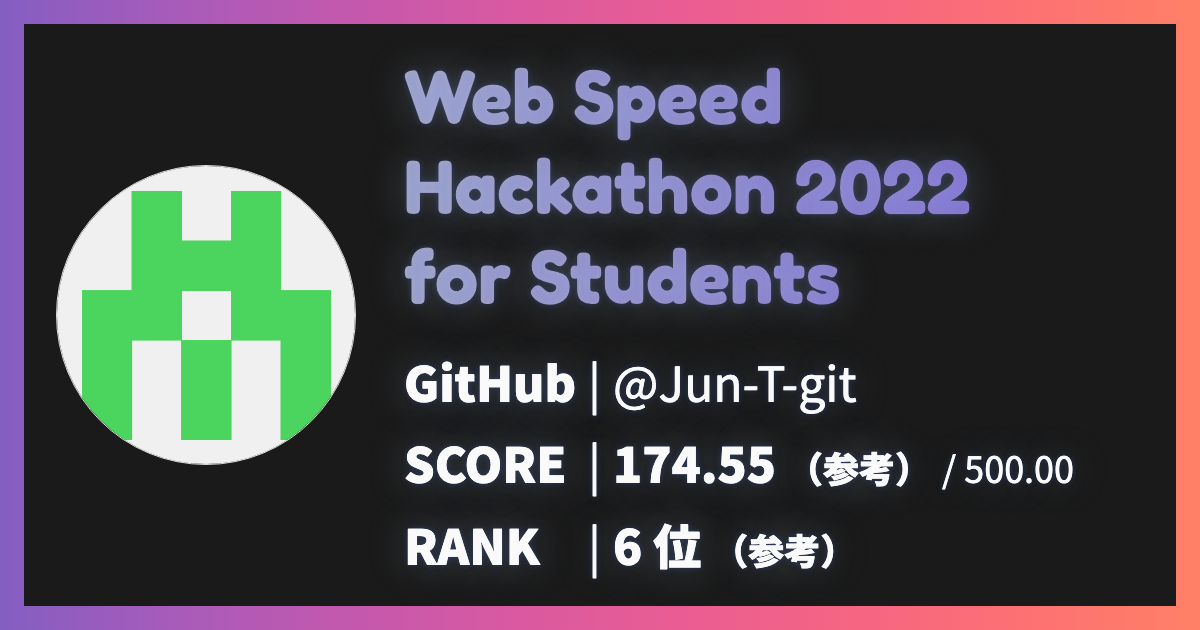 Web Speed
Hackathon 2022
for Students
GitHub | @Jun-T-git
SCORE | 174.55 （参考） / 500.00
RANK | 6 位 （参考）